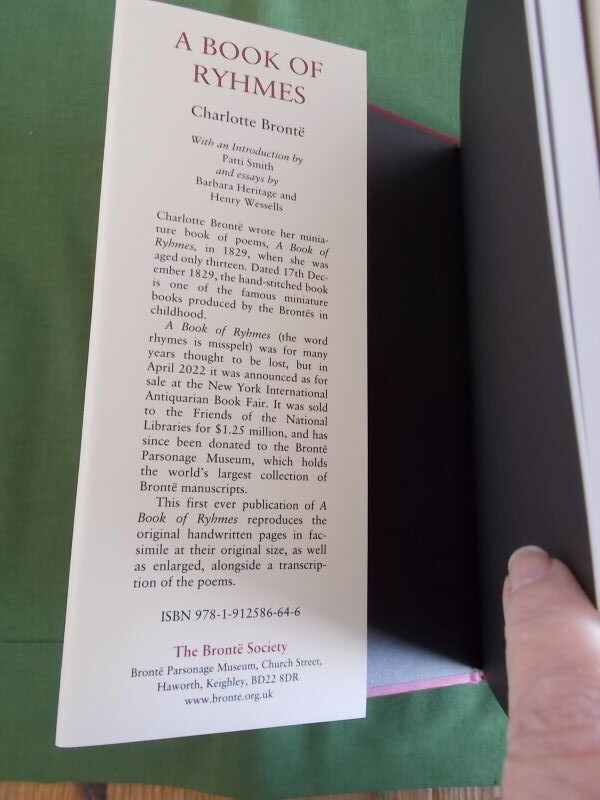 A BOOK OF
RYHMES
Charlotte Brontë
With an Introduction by
Patti Smith
and essays by
Barbara Heritage and
Henry Wessells
Charlotte Brontë wrote her minia-
ture book of poems, A Book of
Ryhmes, in 1829, when she was
aged only thirteen. Dated 17th Dec-
ember 1829, the hand-stitched book
is one of the famous miniature
books produced by the Brontës in
childhood.
A Book of Ryhmes (the word
rhymes is misspelt) was for many
years thought to be lost, but in
April 2022 it was announced as for
sale at the New York International
Antiquarian Book Fair. It was sold
to the Friends of the National
Libraries for $1.25 million, and has
since been donated to the Brontë
Parsonage Museum, which holds
the world's largest collection of
Brontë manuscripts.
This first ever publication of A
Book of Ryhmes reproduces the
original handwritten pages in fac-
simile at their original size, as well
as enlarged, alongside a transcrip-
tion of the poems.
ISBN 978-1-912586-64-6
The Brontë Society
Brontë Parsonage Museum, Church Street,
Haworth, Keighley, BD22 8DR
www.bronte.org.uk